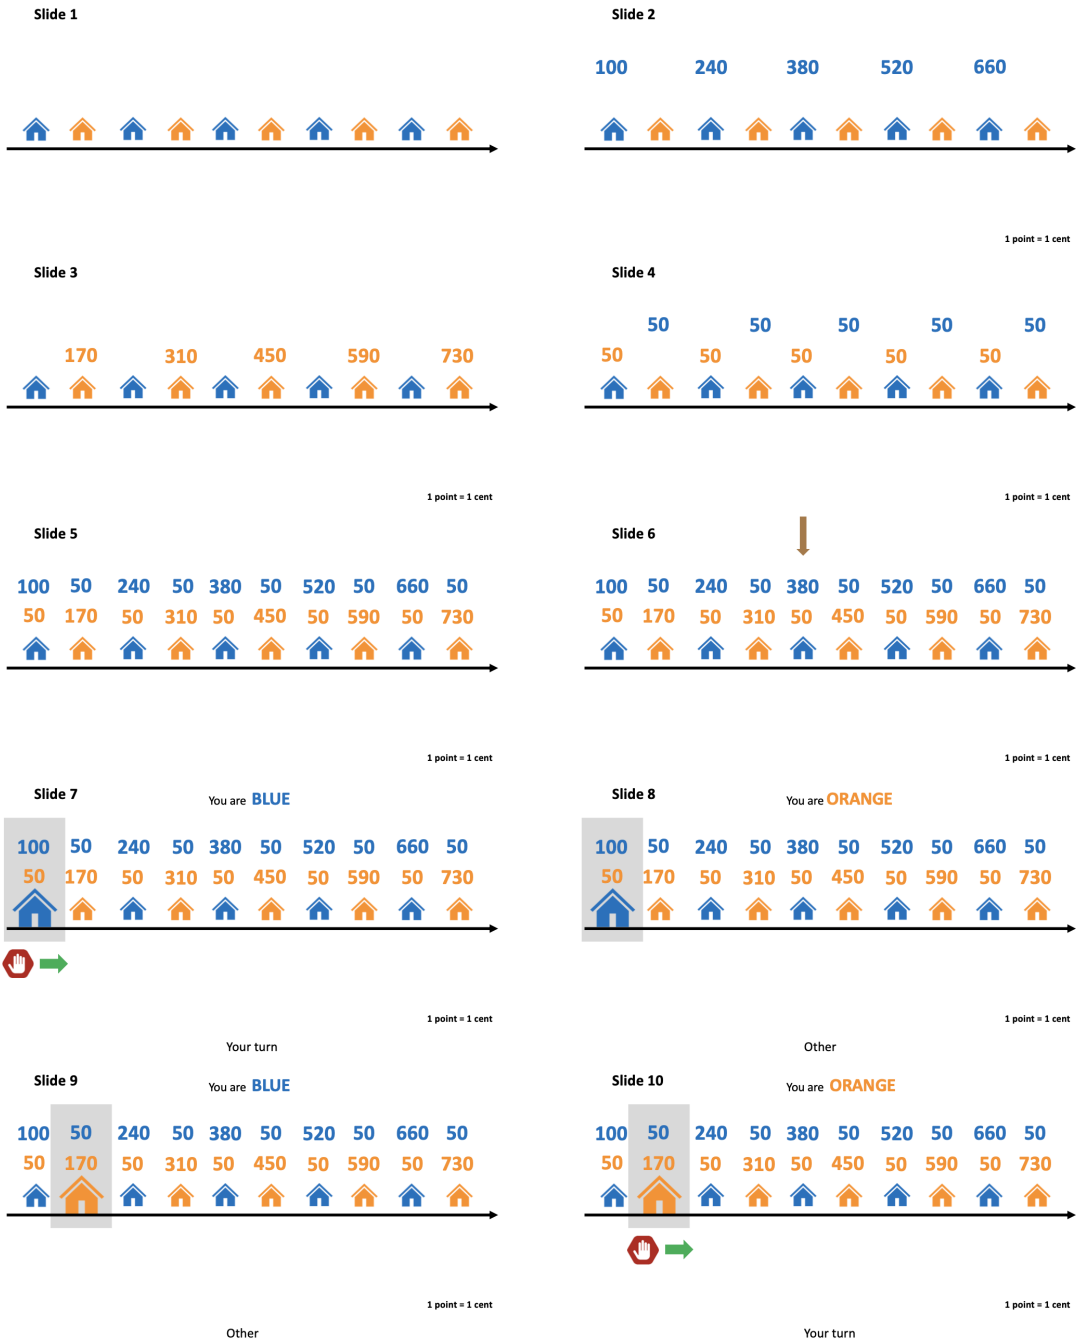 Slide 1
Slide 2
100 240 380 520 660
1 point = 1 cent
Slide 3
170 310 450 590 730
1 point = 1 cent
Slide 4
50 50 50 50 50
50 50 50 50 50
1 point = 1 cent
Slide 5
100 50 240 50 380 50 520 50 660 50
50 170 50 310 50 450 50 590 50 730
1 point = 1 cent
Slide 6
100 50 240 50 380 50 520 50 660 50
50 170 50 310 50 450 50 590 50 730
1 point = 1 cent
Slide 7
You are BLUE
100 50 240 50 380 50 520 50 660 50
50 170 50 310 50 450 50 590 50 730
1 point = 1 cent
Your turn
Slide 8
You are ORANGE
100 50 240 50 380 50 520 50 660 50
50 170 50 310 50 450 50 590 50 730
1 point = 1 cent
Other
Slide 9
You are BLUE
100 50 240 50 380 50 520 50 660 50
50 170 50 310 50 450 50 590 50 730
1 point = 1 cent
Other
Slide 10
You are ORANGE
100 50 240 50 380 50 520 50 660 50
50 170 50 310 50 450 50 590 50 730
1 point = 1 cent
Your turn